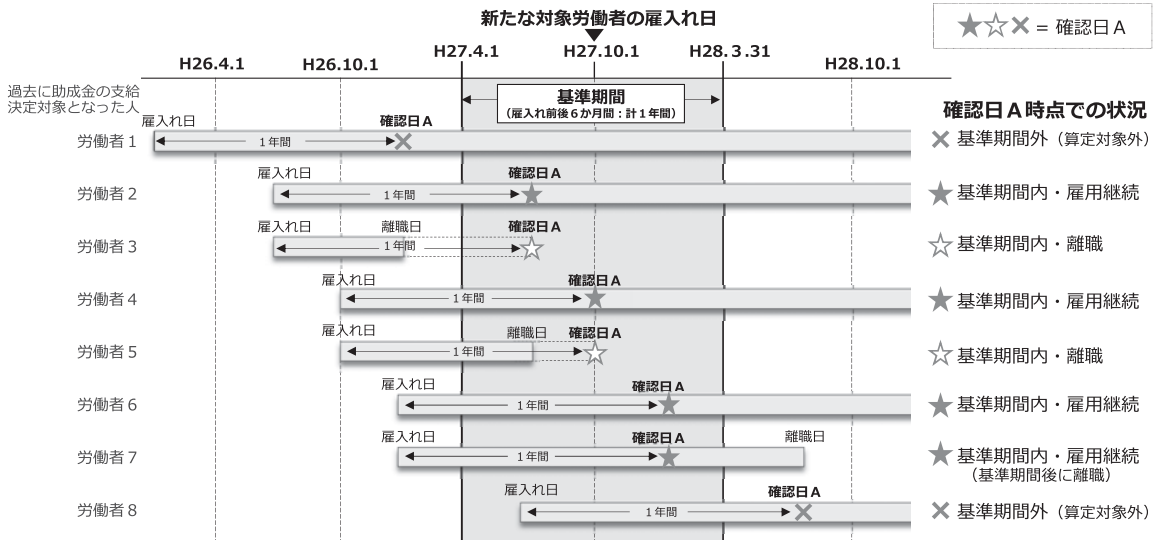 新たな対象労働者の雇入れ日
★☆✕ = 確認日A
H26.4.1 H26.10.1 H27.4.1 H27.10.1 H28.3.31 H28.10.1
過去に助成金の支給
決定対象となった人
基準期間
(雇入れ前後6か月間:計1年間)
確認日A時点での状況
雇入れ日 確認日A
労働者1 1年間 ✕ 基準期間外(算定対象外)
雇入れ日 確認日A
労働者2 1年間 ★ 基準期間内・雇用継続
雇入れ日 離職日 確認日A
労働者3 1年間 ☆ 基準期間内・離職
雇入れ日 確認日A
労働者4 1年間 ★ 基準期間内・雇用継続
雇入れ日 離職日 確認日A
労働者5 1年間 ☆ 基準期間内・離職
雇入れ日 確認日A
労働者6 1年間 ★ 基準期間内・雇用継続
雇入れ日 確認日A 離職日
労働者7 1年間 ★ 基準期間内・雇用継続
(基準期間後に離職)
雇入れ日 確認日A
労働者8 1年間 ✕ 基準期間外(算定対象外)